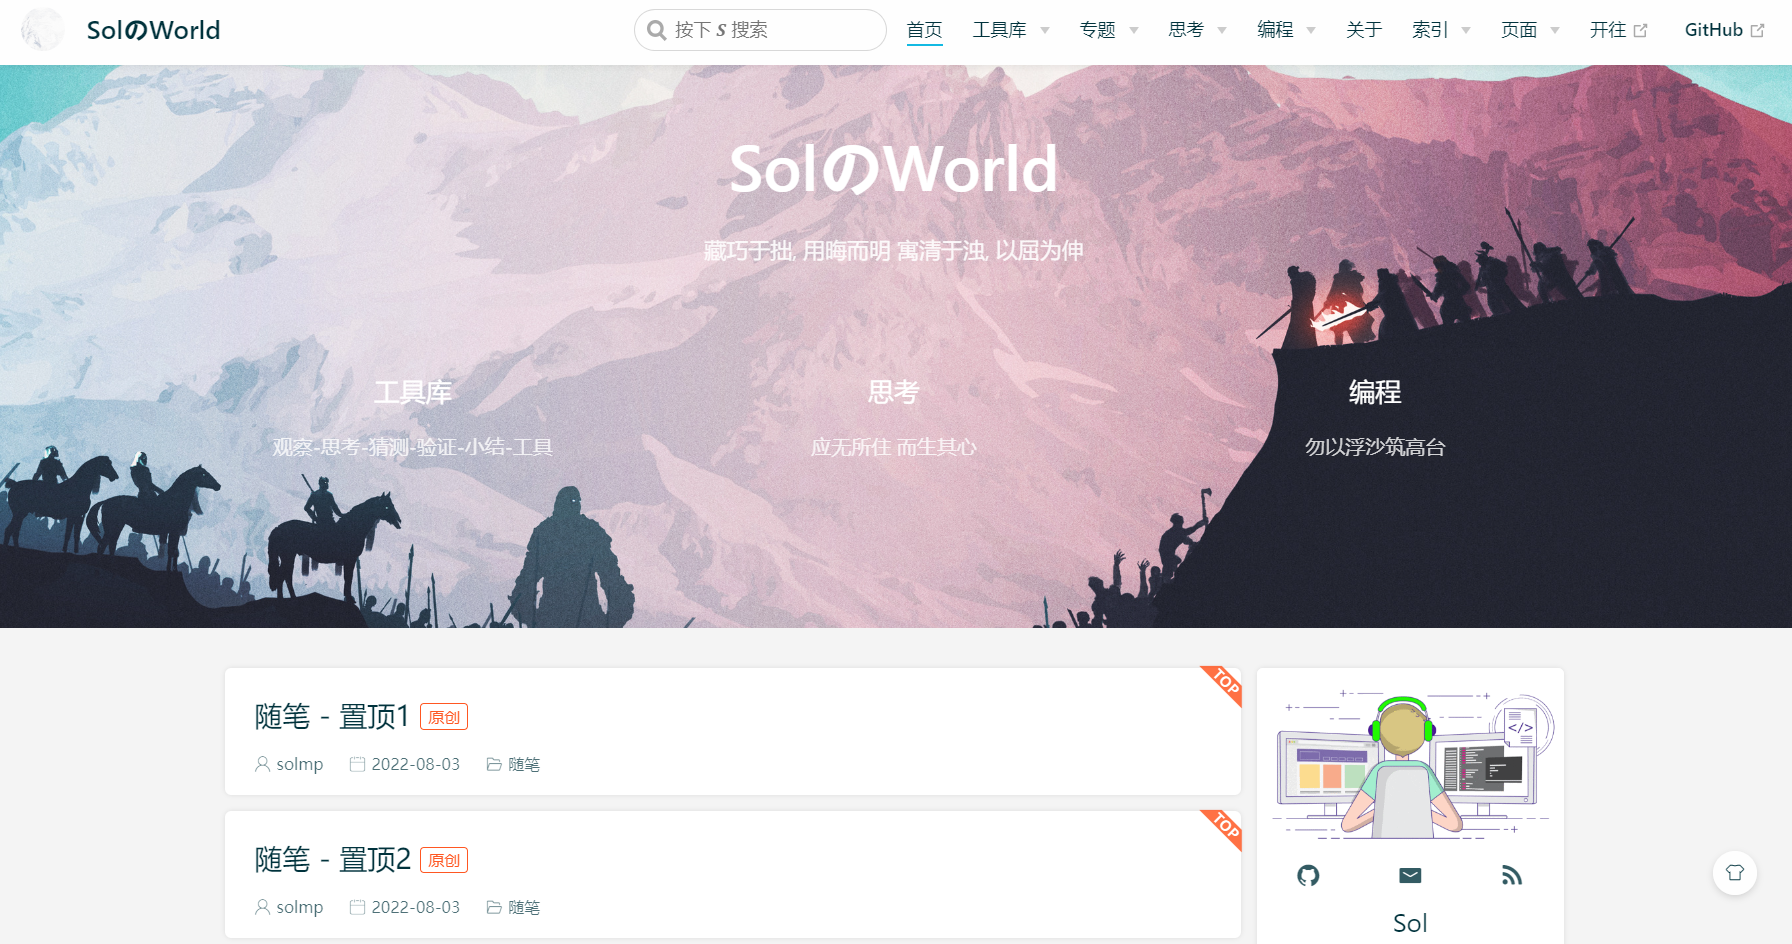 SolのWorld
按下 S 搜索
首页 工具库 专题 思考 编程 关于 索引 页面 开往 GitHub
SolのWorld
藏巧于拙, 用晦而明 寓清于浊, 以屈为伸
工具库
观察-思考-猜测-验证-小结-工具
思考
应无所住 而生其心
编程
勿以浮沙筑高台
随笔 - 置顶1 原创
TOP
solmp 2022-08-03 随笔
随笔 - 置顶2 原创
TOP
solmp 2022-08-03 随笔
</>
Sol